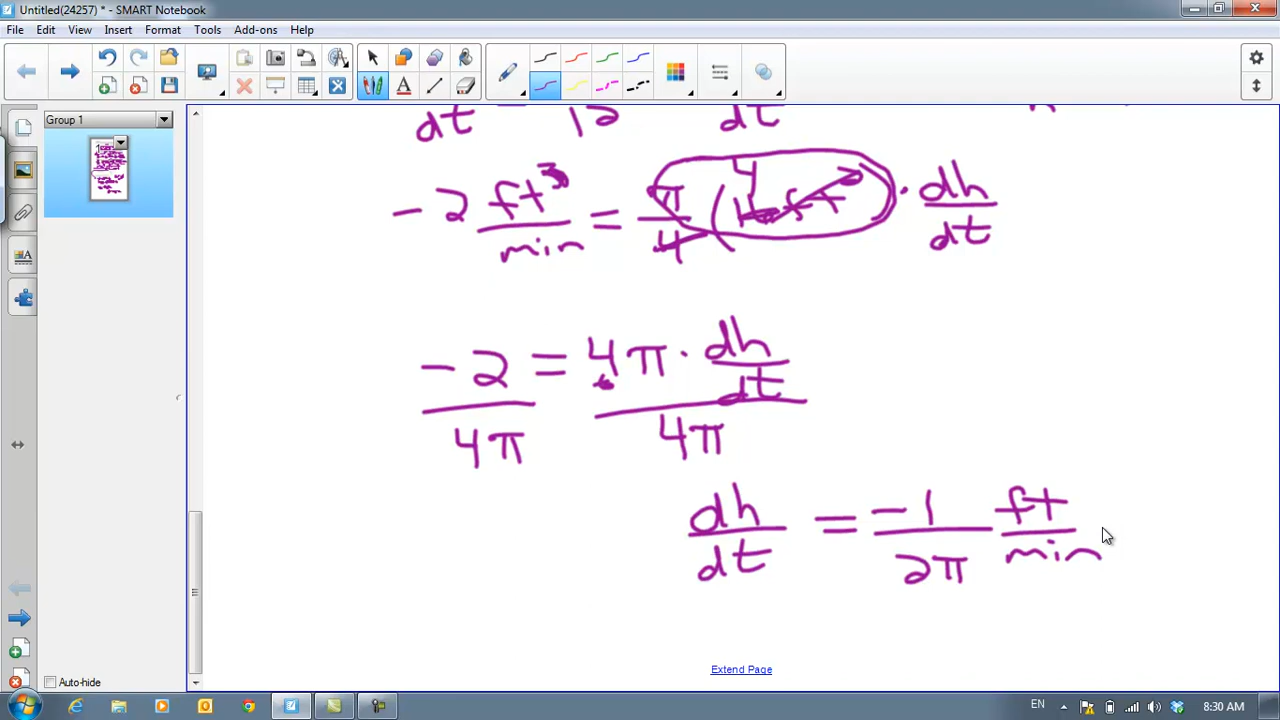 Untitled(24257) * - SMART Notebook
File Edit View Insert Format Tools Add-ons Help
Group 1
dt 12 dt
-2 ft³/min = π/4 (16 ft² 4) · dh/dt
-2/4π = 4π · dh/dt / 4π
dh/dt = -1/2π ft/min
Extend Page
Auto-hide
EN 8:30 AM